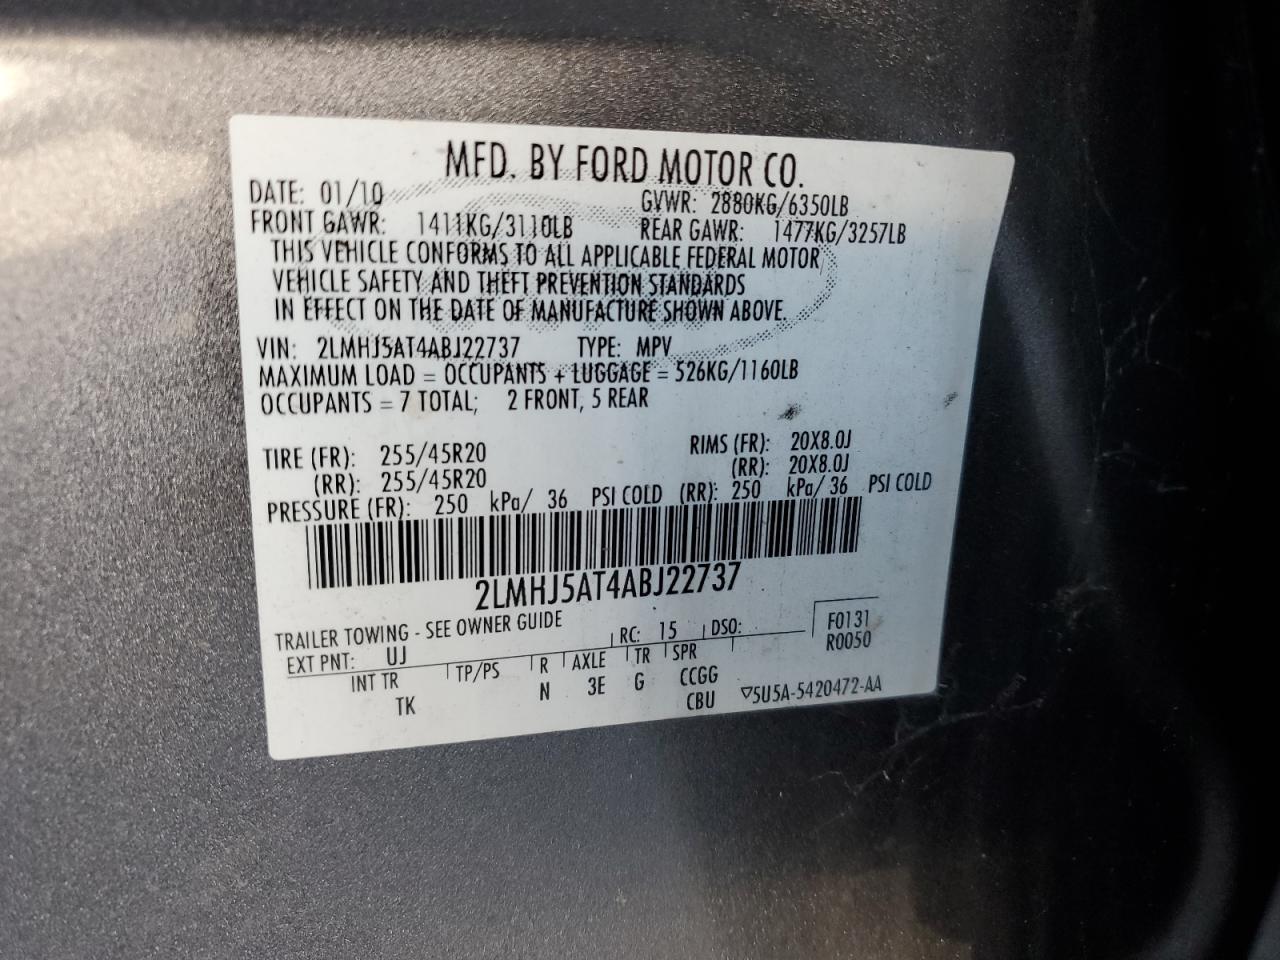 MFD. BY FORD MOTOR CO.
DATE: 01/10 GVWR: 2880KG/6350LB
FRONT GAWR: 1411KG/3110LB REAR GAWR: 1477KG/3257LB
THIS VEHICLE CONFORMS TO ALL APPLICABLE FEDERAL MOTOR
VEHICLE SAFETY AND THEFT PREVENTION STANDARDS
IN EFFECT ON THE DATE OF MANUFACTURE SHOWN ABOVE.
VIN: 2LMHJ5AT4ABJ22737 TYPE: MPV
MAXIMUM LOAD = OCCUPANTS + LUGGAGE = 526KG/1160LB
OCCUPANTS = 7 TOTAL; 2 FRONT, 5 REAR
TIRE (FR): 255/45R20 RIMS (FR): 20X8.0J
(RR): 255/45R20 (RR): 20X8.0J
PRESSURE (FR): 250 kPa/ 36 PSI COLD (RR): 250 kPa/ 36 PSI COLD
2LMHJ5AT4ABJ22737
TRAILER TOWING - SEE OWNER GUIDE
EXT PNT: UJ RC: 15 DSO: F0131
R0050
INT TR TP/PS R AXLE TR SPR
TK N 3E G CCGG
CBU ▽5U5A-5420472-AA